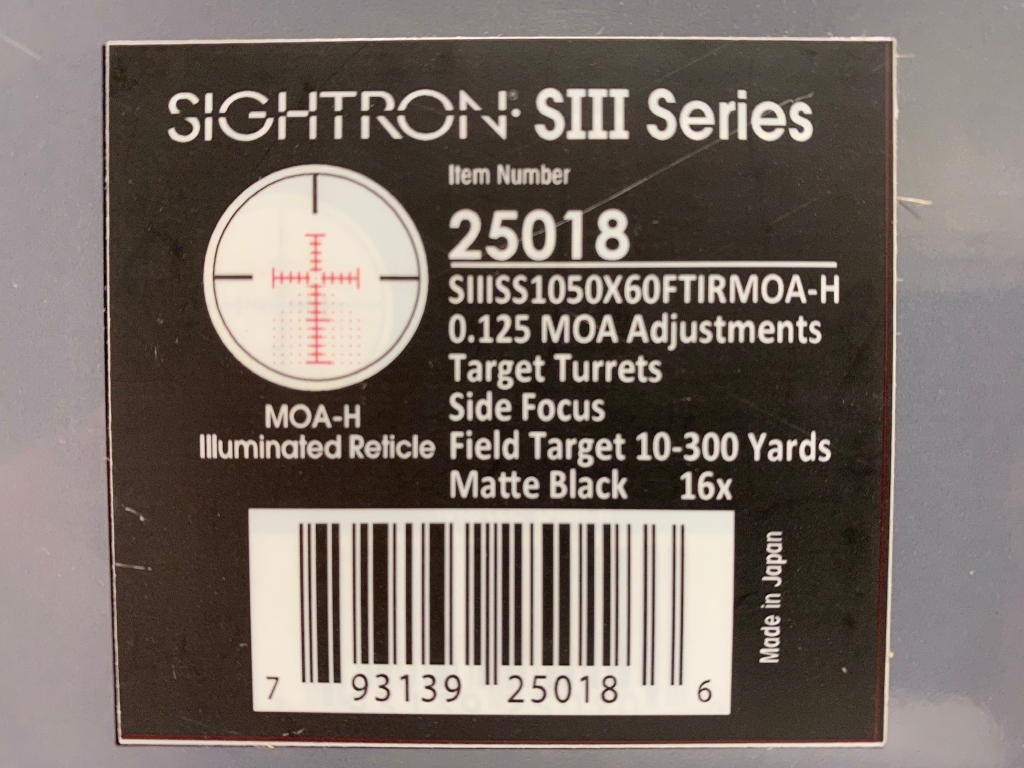 SIGHTRON® SIII Series
Item Number
25018
SIIISS1050X60FTIRMOA-H
0.125 MOA Adjustments
Target Turrets
Side Focus
Field Target 10-300 Yards
Matte Black 16x
MOA-H
Illuminated Reticle
Made in Japan
7 93139 25018 6